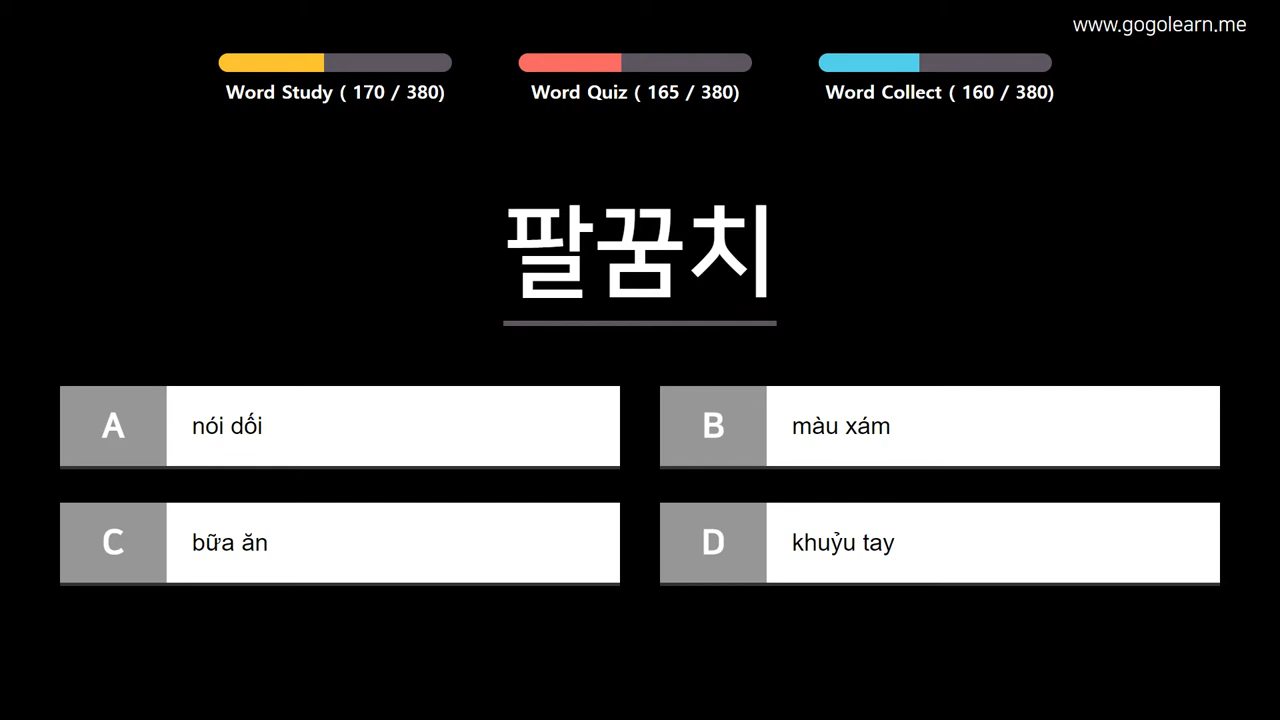 www.gogolearn.me
Word Study ( 170 / 380)
Word Quiz ( 165 / 380)
Word Collect ( 160 / 380)
팔꿈치
A
nói dối
B
màu xám
C
bữa ăn
D
khuỷu tay